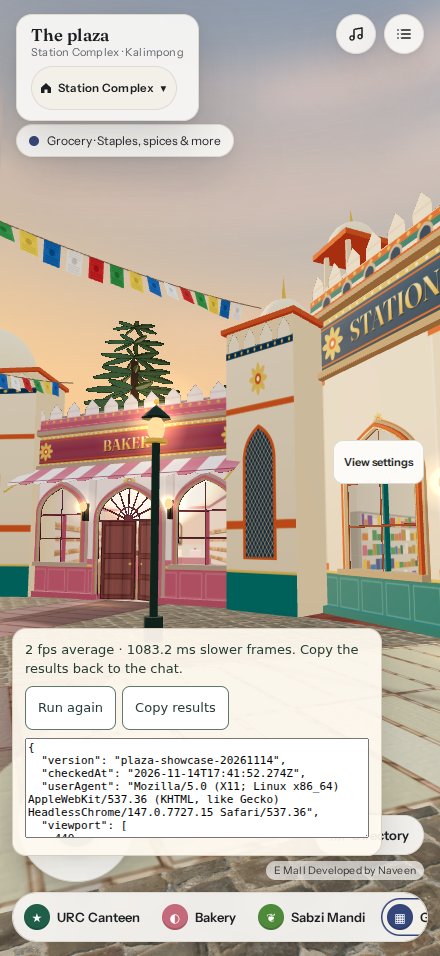 The plaza
Station Complex · Kalimpong
Station Complex ▾
Grocery · Staples, spices & more
STATION
BAKER
View settings
2 fps average · 1083.2 ms slower frames. Copy the
results back to the chat.
Run again
Copy results
{
"version": "plaza-showcase-20261114",
"checkedAt": "2026-11-14T17:41:52.274Z",
"userAgent": "Mozilla/5.0 (X11; Linux x86_64)
AppleWebKit/537.36 (KHTML, like Gecko)
HeadlessChrome/147.0.7727.15 Safari/537.36",
"viewport": [
440
ctory
E Mall Developed by Naveen
URC Canteen
Bakery
Sabzi Mandi
G